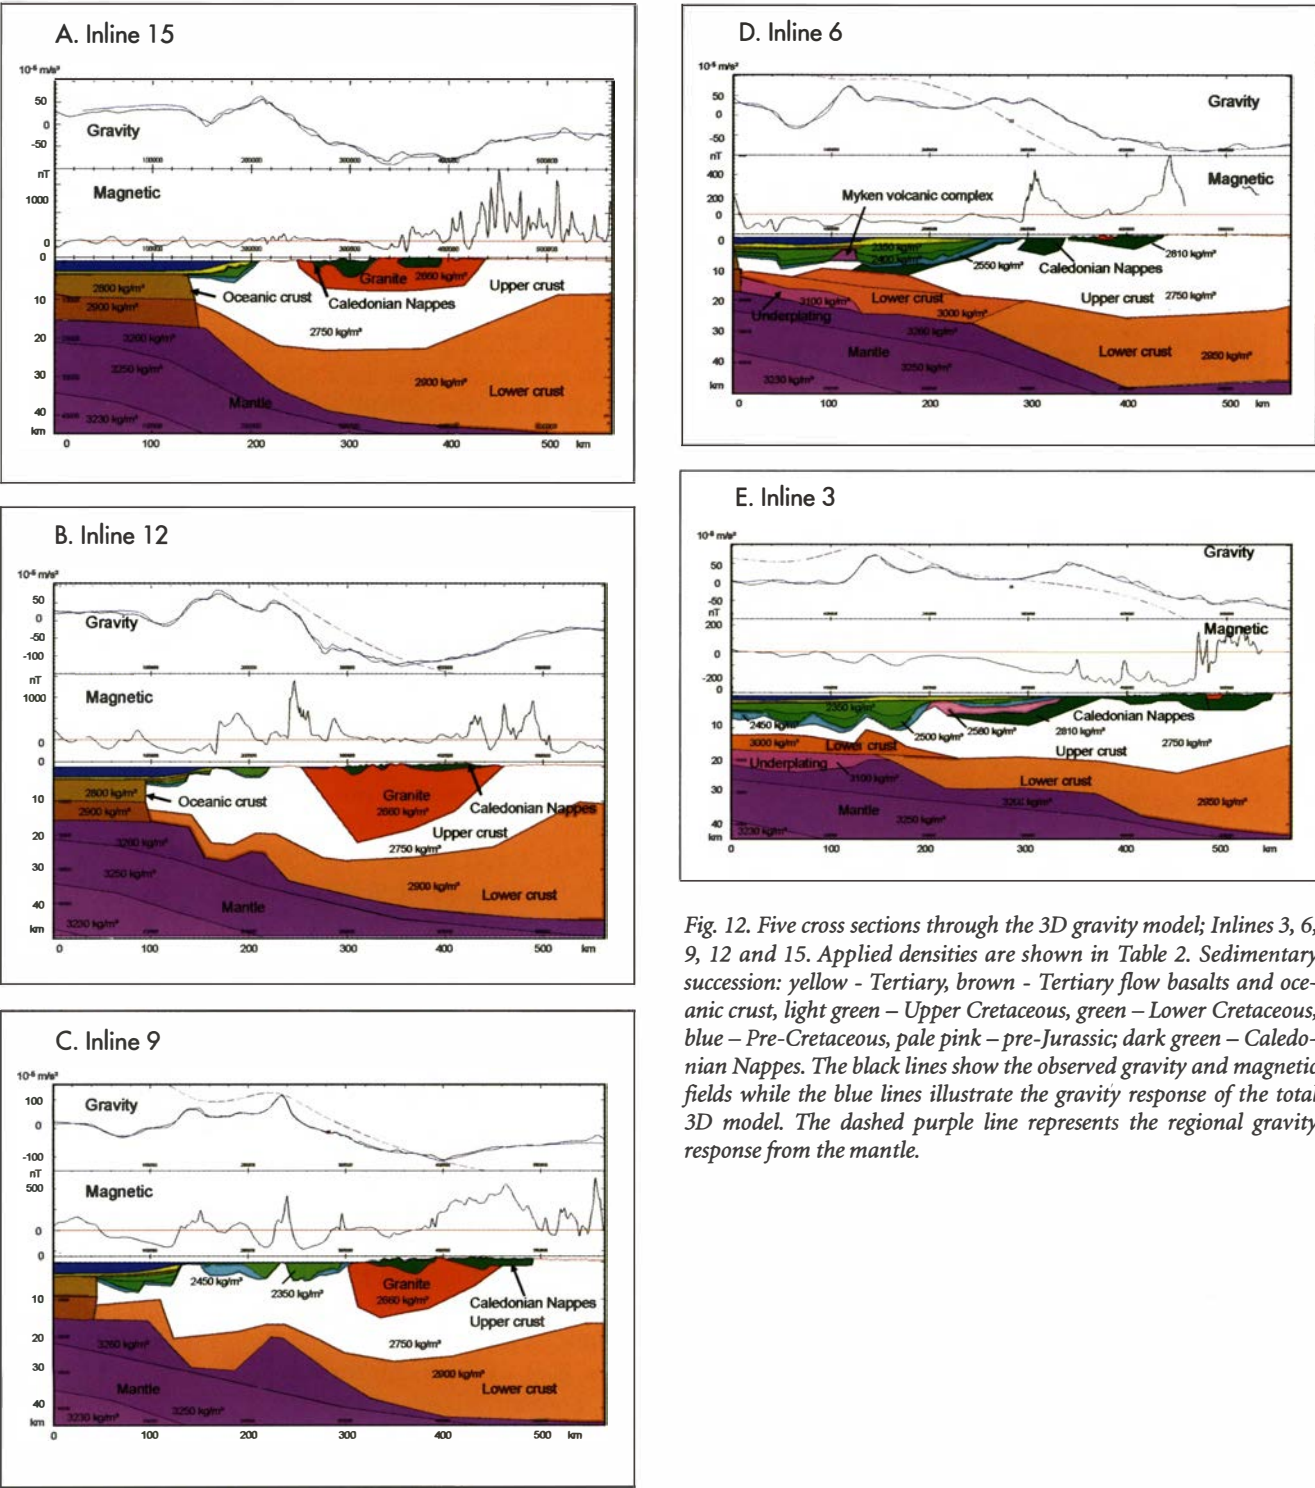 A. Inline 15
10⁻⁵ m/s²
50
0
-50
Gravity
100000 200000 300000 400000 500000
nT
1000
0
Magnetic
0
10
20
30
40
km
2800 kg/m³
2900 kg/m³
Oceanic crust
Granite
2660 kg/m³
Caledonian Nappes
Upper crust
2750 kg/m³
3260 kg/m³
3250 kg/m³
3230 kg/m³
Mantle
2900 kg/m³
Lower crust
0 100 200 300 400 500 km
B. Inline 12
10⁻⁵ m/s²
50
0
-50
-100
Gravity
nT
1000
0
Magnetic
0
10
20
30
40
km
2800 kg/m³
2900 kg/m³
Oceanic crust
Granite
2660 kg/m³
Caledonian Nappes
Upper crust
2750 kg/m³
3260 kg/m³
3250 kg/m³
3230 kg/m³
Mantle
2900 kg/m³
Lower crust
0 100 200 300 400 500 km
C. Inline 9
10⁻⁵ m/s²
100
0
-100
Gravity
nT
500
0
Magnetic
0
10
20
30
40
km
2450 kg/m³
2350 kg/m³
Granite
2660 kg/m³
Caledonian Nappes
Upper crust
2750 kg/m³
3260 kg/m³
Mantle
3250 kg/m³
3230 kg/m³
2900 kg/m³
Lower crust
0 100 200 300 400 500 km
D. Inline 6
10⁻⁵ m/s²
50
0
-50
Gravity
nT
400
200
0
Magnetic
Myken volcanic complex
0
10
20
30
40
km
2350 kg/m³
2400 kg/m³
2550 kg/m³
2810 kg/m³
Caledonian Nappes
Upper crust 2750 kg/m³
3100 kg/m³
Underplating
Lower crust
3000 kg/m³
3260 kg/m³
Mantle
3250 kg/m³
3230 kg/m³
Lower crust 2950 kg/m³
0 100 200 300 400 500 km
E. Inline 3
10⁻⁵ m/s²
50
0
-50
Gravity
nT
200
0
-200
Magnetic
0
10
20
30
40
km
2350 kg/m³
2450 kg/m³
2500 kg/m³
2580 kg/m³
2810 kg/m³
Caledonian Nappes
2750 kg/m³
Upper crust
3000 kg/m³
Lower crust
Underplating
3100 kg/m³
Lower crust
Mantle
3250 kg/m³
2950 kg/m³
3230 kg/m³
0 100 200 300 400 500 km
Fig. 12. Five cross sections through the 3D gravity model; Inlines 3, 6,
9, 12 and 15. Applied densities are shown in Table 2. Sedimentary
succession: yellow - Tertiary, brown - Tertiary flow basalts and oce-
anic crust, light green – Upper Cretaceous, green – Lower Cretaceous,
blue – Pre-Cretaceous, pale pink – pre-Jurassic; dark green – Caledo-
nian Nappes. The black lines show the observed gravity and magnetic
fields while the blue lines illustrate the gravity response of the total
3D model. The dashed purple line represents the regional gravity
response from the mantle.